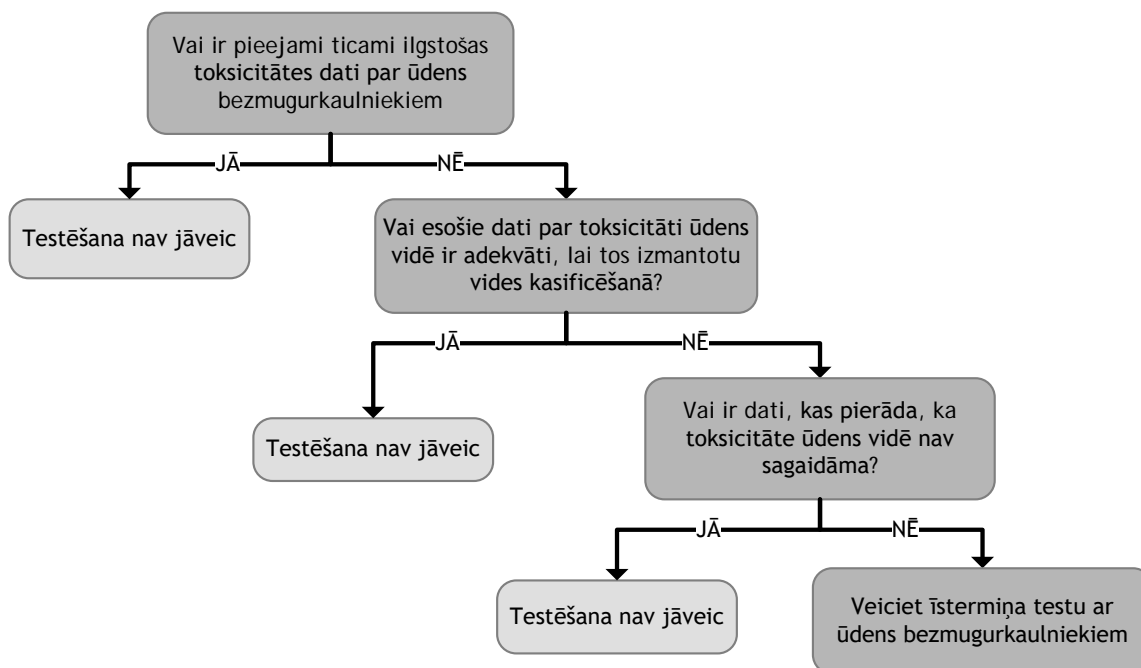 Vai ir pieejami ticami ilgstošas
toksicitātes dati par ūdens
bezmugurkaulniekiem
JĀ
NĒ
Testēšana nav jāveic
Vai esošie dati par toksicitāti ūdens
vidē ir adekvāti, lai tos izmantotu
vides kasificēšanā?
JĀ
NĒ
Testēšana nav jāveic
Vai ir dati, kas pierāda, ka
toksicitāte ūdens vidē nav
sagaidāma?
JĀ
NĒ
Testēšana nav jāveic
Veiciet īstermiņa testu ar
ūdens bezmugurkaulniekiem